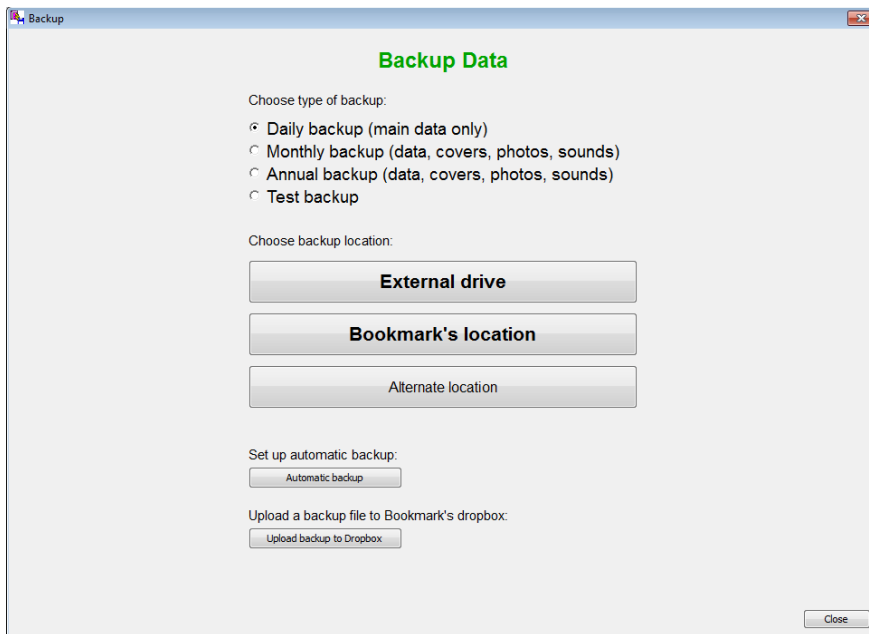 Backup
Backup Data
Choose type of backup:
Daily backup (main data only)
Monthly backup (data, covers, photos, sounds)
Annual backup (data, covers, photos, sounds)
Test backup
Choose backup location:
External drive
Bookmark's location
Alternate location
Set up automatic backup:
Automatic backup
Upload a backup file to Bookmark's dropbox:
Upload backup to Dropbox
Close